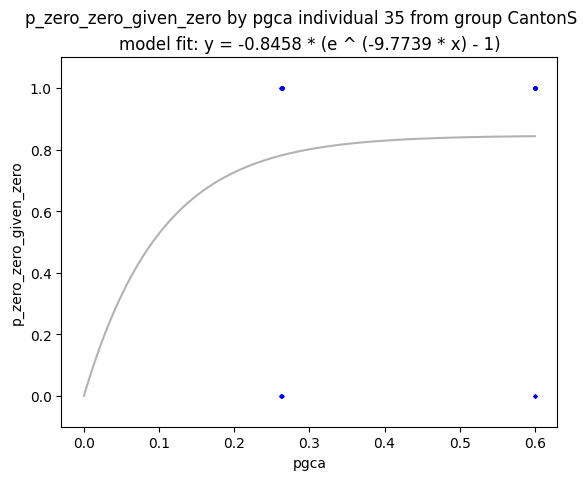 p_zero_zero_given_zero by pgca individual 35 from group CantonS
model fit: y = -0.8458 * (e ^ (-9.7739 * x) - 1)
1.0
0.8
0.6
0.4
0.2
0.0
p_zero_zero_given_zero
0.0 0.1 0.2 0.3 0.4 0.5 0.6
pgca